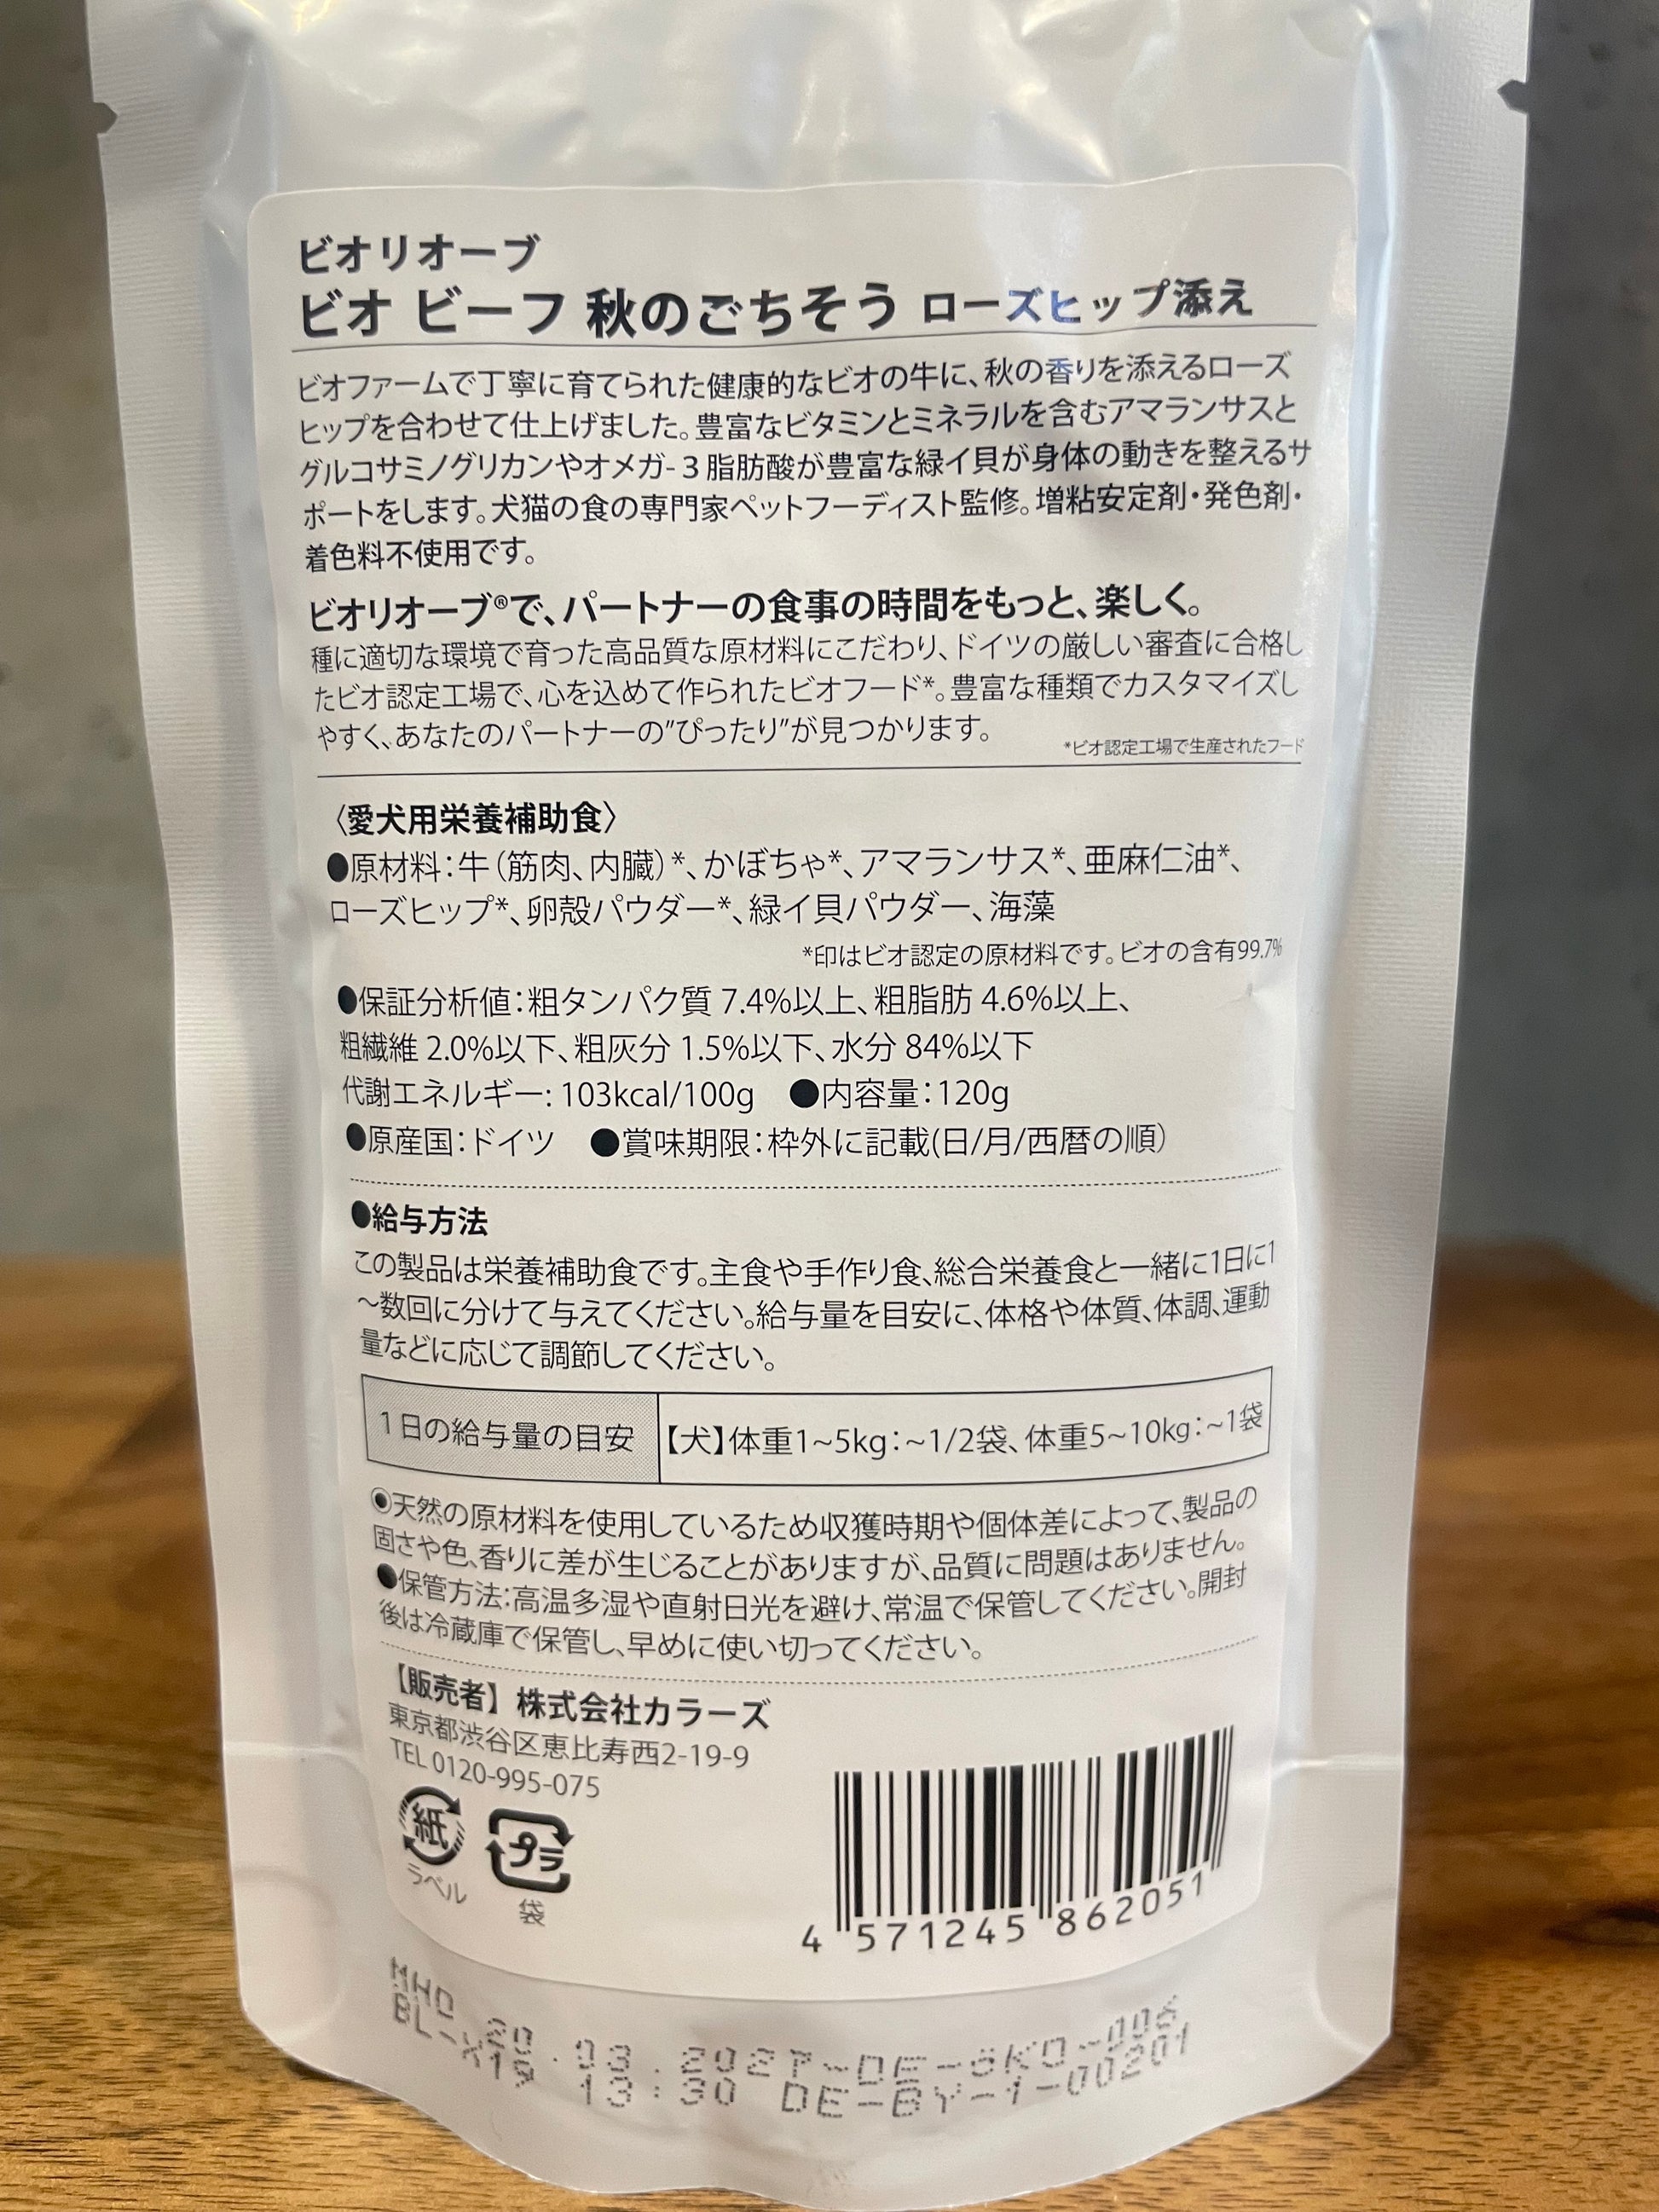 ビオリオーブ
ビオ ビーフ 秋のごちそう ローズヒップ添え
ビオファームで丁寧に育てられた健康的なビオの牛に、秋の香りを添えるローズ
ヒップを合わせて仕上げました。豊富なビタミンとミネラルを含むアマランサスと
グルコサミノグリカンやオメガ-3脂肪酸が豊富な緑イ貝が身体の動きを整えるサ
ポートをします。犬猫の食の専門家ペットフーディスト監修。増粘安定剤・発色剤・
着色料不使用です。
ビオリオーブ®で、パートナーの食事の時間をもっと、楽しく。
種に適切な環境で育った高品質な原材料にこだわり、ドイツの厳しい審査に合格し
たビオ認定工場で、心を込めて作られたビオフード*。豊富な種類でカスタマイズし
やすく、あなたのパートナーの"ぴったり"が見つかります。
*ビオ認定工場で生産されたフード
〈愛犬用栄養補助食〉
●原材料：牛（筋肉、内臓）*、かぼちゃ*、アマランサス*、亜麻仁油*、
ローズヒップ*、卵殻パウダー*、緑イ貝パウダー、海藻
*印はビオ認定の原材料です。ビオの含有99.7%
●保証分析値：粗タンパク質 7.4%以上、粗脂肪 4.6%以上、
粗繊維 2.0%以下、粗灰分 1.5%以下、水分 84%以下
代謝エネルギー: 103kcal/100g ●内容量：120g
●原産国：ドイツ ●賞味期限：枠外に記載(日/月/西暦の順）
●給与方法
この製品は栄養補助食です。主食や手作り食、総合栄養食と一緒に1日に1
～数回に分けて与えてください。給与量を目安に、体格や体質、体調、運動
量などに応じて調節してください。
1日の給与量の目安 【犬】体重1~5kg：~1/2袋、体重5~10kg：~1袋
◉天然の原材料を使用しているため収獲時期や個体差によって、製品の
固さや色、香りに差が生じることがありますが、品質に問題はありません。
●保管方法：高温多湿や直射日光を避け、常温で保管してください。開封
後は冷蔵庫で保管し、早めに使い切ってください。
【販売者】株式会社カラーズ
東京都渋谷区恵比寿西2-19-9
TEL 0120-995-075
紙
ラベル
プラ
袋
4 571245 862051
MHD 20.03.2027-DE-ÖKO-006
BL-X19 13:30 DE-BY-1-00201